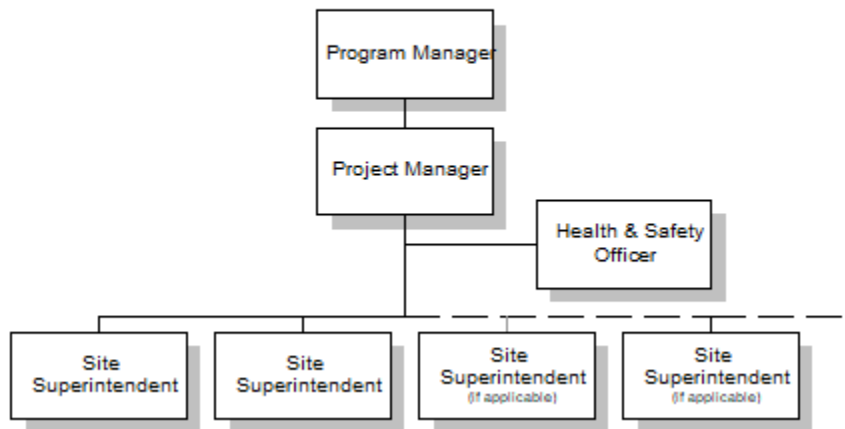 Program Manager
Project Manager
Health & Safety
Officer
Site
Superintendent
Site
Superintendent
Site
Superintendent
(if applicable)
Site
Superintendent
(if applicable)